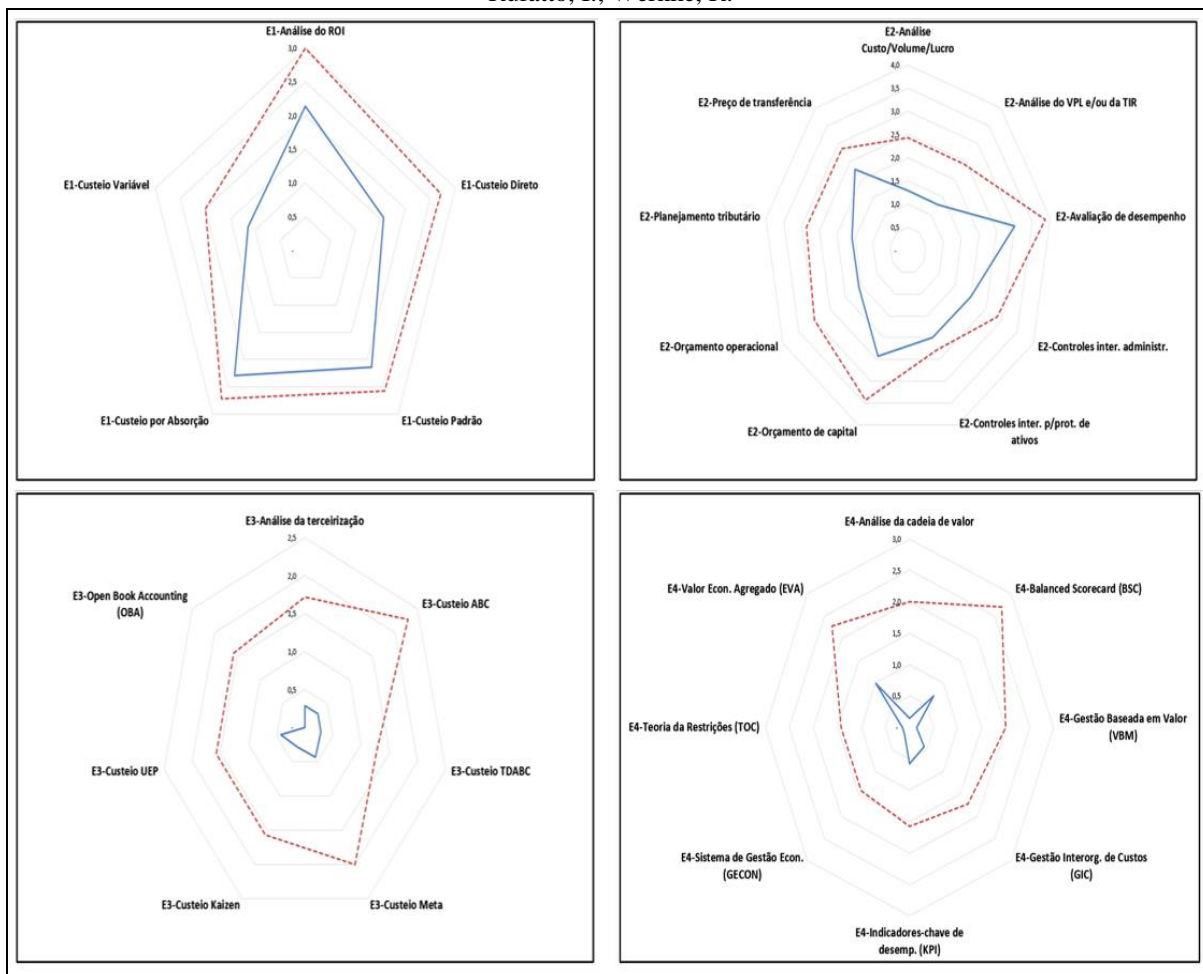 E1-Análise do ROI
3,0
2,5
2,0
1,5
1,0
0,5
-
E1-Custeio Direto
E1-Custeio Padrão
E1-Custeio por Absorção
E1-Custeio Variável
E2-Análise
Custo/Volume/Lucro
4,0
3,5
3,0
2,5
2,0
1,5
1,0
0,5
-
E2-Análise do VPL e/ou da TIR
E2-Avaliação de desempenho
E2-Controles inter. administr.
E2-Controles inter. p/prot. de
ativos
E2-Orçamento de capital
E2-Orçamento operacional
E2-Planejamento tributário
E2-Preço de transferência
E3-Análise da terceirização
2,5
2,0
1,5
1,0
0,5
-
E3-Custeio ABC
E3-Custeio TDABC
E3-Custeio Meta
E3-Custeio Kaizen
E3-Custeio UEP
E3-Open Book Accounting
(OBA)
E4-Análise da cadeia de valor
3,0
2,5
2,0
1,5
1,0
0,5
-
E4-Balanced Scorecard (BSC)
E4-Gestão Baseada em Valor
(VBM)
E4-Gestão Interorg. de Custos
(GIC)
E4-Indicadores-chave de
desemp. (KPI)
E4-Sistema de Gestão Econ.
(GECON)
E4-Teoria da Restrições (TOC)
E4-Valor Econ. Agregado (EVA)